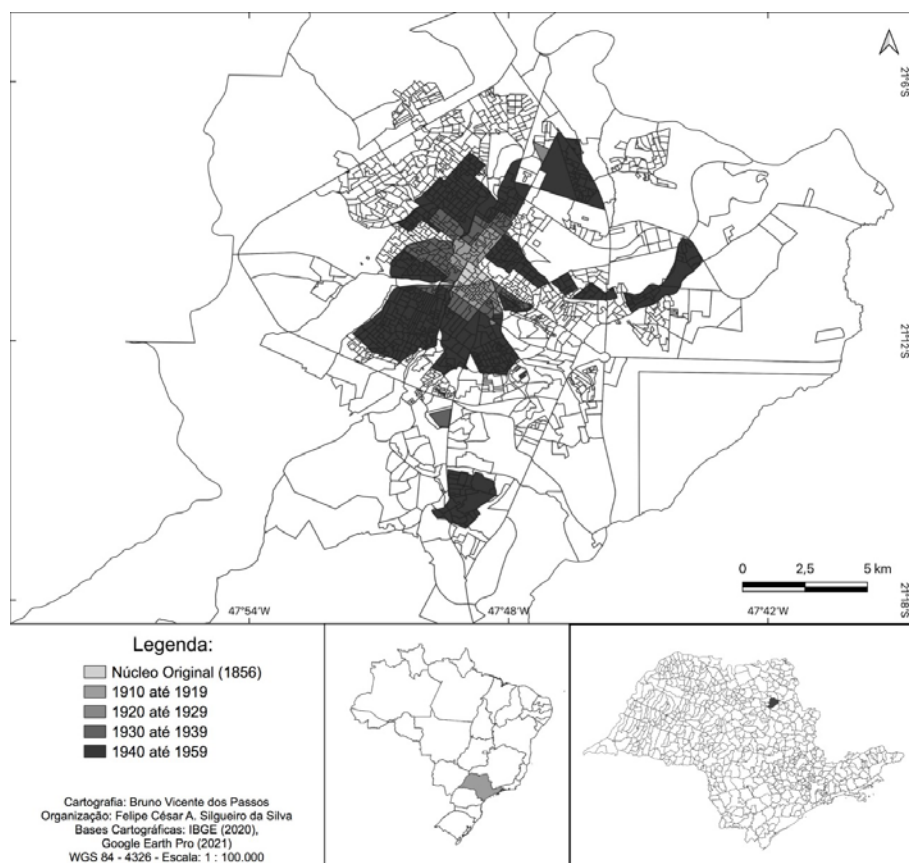 21°6'S
21°12'S
0 2,5 5 km
47°54'W 47°48'W 47°42'W
21°18'S
Legenda:
Núcleo Original (1856)
1910 até 1919
1920 até 1929
1930 até 1939
1940 até 1959
Cartografia: Bruno Vicente dos Passos
Organização: Felipe César A. Silgueiro da Silva
Bases Cartográficas: IBGE (2020),
Google Earth Pro (2021)
WGS 84 - 4326 - Escala: 1 : 100.000